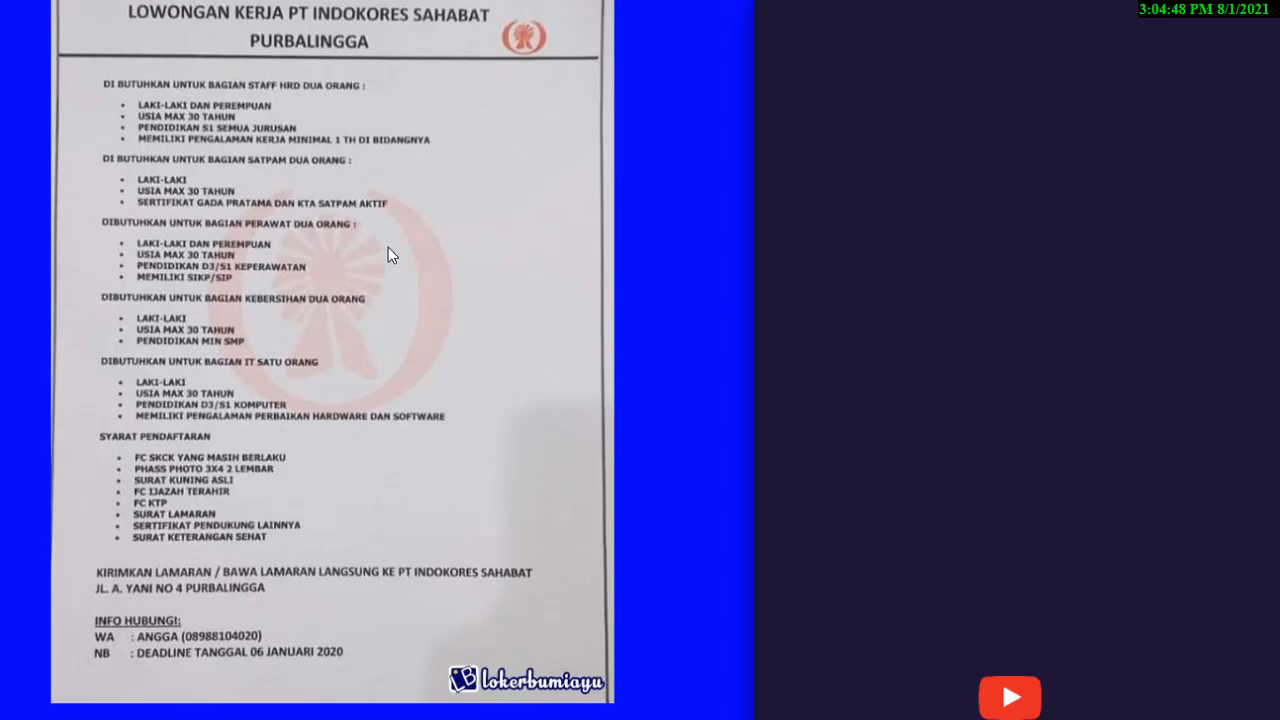 3:04:48 PM 8/1/2021
LOWONGAN KERJA PT INDOKORES SAHABAT
PURBALINGGA
DI BUTUHKAN UNTUK BAGIAN STAFF HRD DUA ORANG :
• LAKI-LAKI DAN PEREMPUAN
• USIA MAX 30 TAHUN
• PENDIDIKAN S1 SEMUA JURUSAN
• MEMILIKI PENGALAMAN KERJA MINIMAL 1 TH DI BIDANGNYA
DI BUTUHKAN UNTUK BAGIAN SATPAM DUA ORANG :
• LAKI-LAKI
• USIA MAX 30 TAHUN
• SERTIFIKAT GADA PRATAMA DAN KTA SATPAM AKTIF
DIBUTUHKAN UNTUK BAGIAN PERAWAT DUA ORANG :
• LAKI-LAKI DAN PEREMPUAN
• USIA MAX 30 TAHUN
• PENDIDIKAN D3/S1 KEPERAWATAN
• MEMILIKI SIKP/SIP
DIBUTUHKAN UNTUK BAGIAN KEBERSIHAN DUA ORANG
• LAKI-LAKI
• USIA MAX 30 TAHUN
• PENDIDIKAN MIN SMP
DIBUTUHKAN UNTUK BAGIAN IT SATU ORANG
• LAKI-LAKI
• USIA MAX 30 TAHUN
• PENDIDIKAN D3/S1 KOMPUTER
• MEMILIKI PENGALAMAN PERBAIKAN HARDWARE DAN SOFTWARE
SYARAT PENDAFTARAN
• FC SKCK YANG MASIH BERLAKU
• PHASS PHOTO 3X4 2 LEMBAR
• SURAT KUNING ASLI
• FC IJAZAH TERAHIR
• FC KTP
• SURAT LAMARAN
• SERTIFIKAT PENDUKUNG LAINNYA
• SURAT KETERANGAN SEHAT
KIRIMKAN LAMARAN / BAWA LAMARAN LANGSUNG KE PT INDOKORES SAHABAT
JL. A. YANI NO 4 PURBALINGGA
INFO HUBUNGI:
WA : ANGGA (08988104020)
NB : DEADLINE TANGGAL 06 JANUARI 2020
LB lokerbumiayu